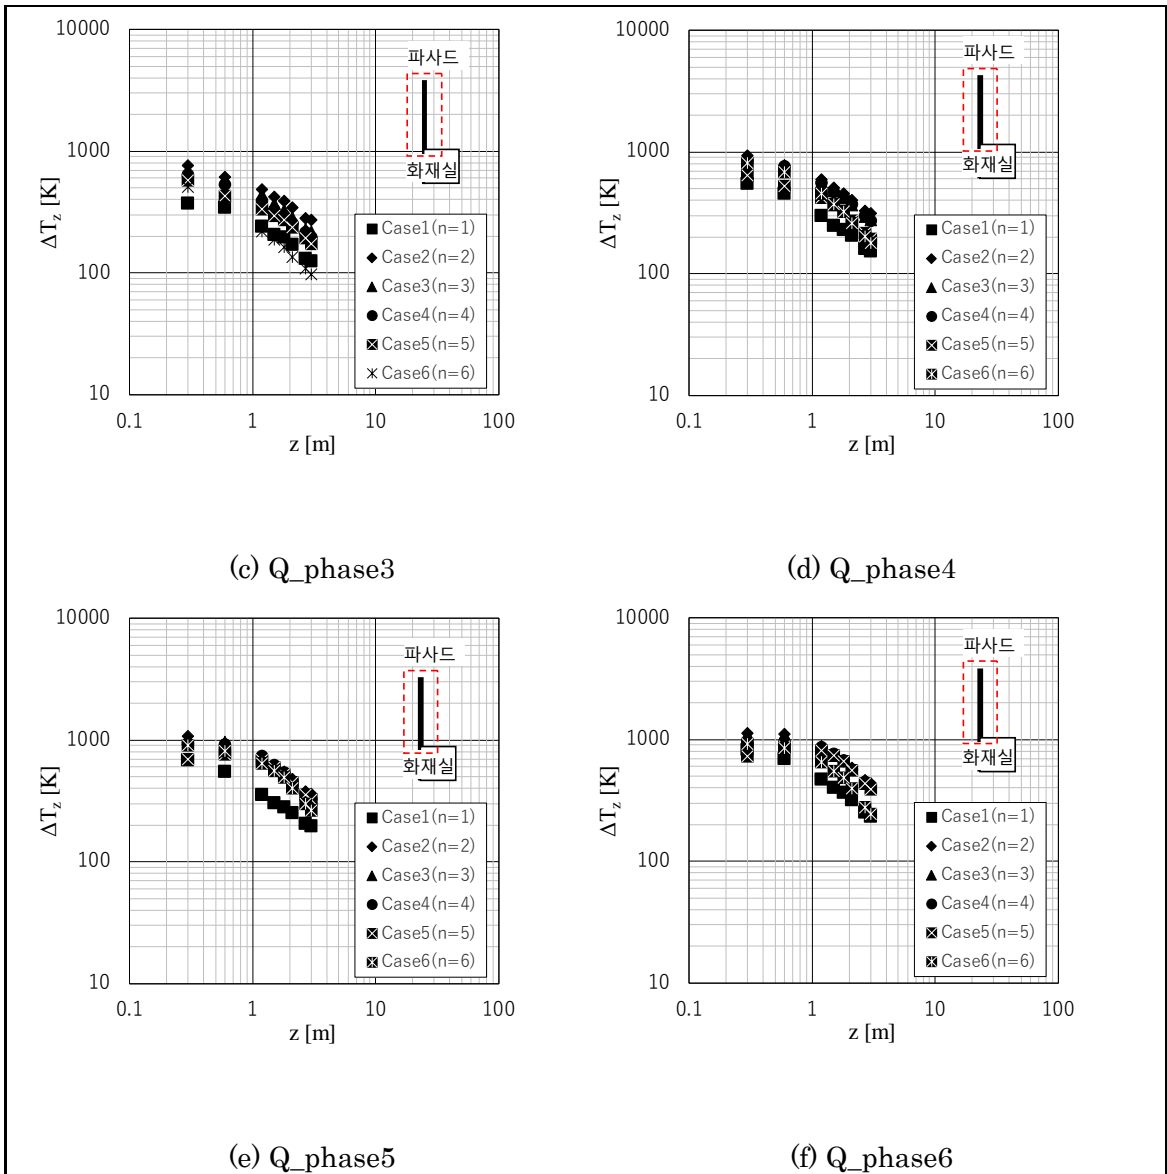 10000
1000
100
10
0.1
1
10
100
ΔTz [K]
z [m]
파사드
화재실
Case1(n=1)
Case2(n=2)
Case3(n=3)
Case4(n=4)
Case5(n=5)
Case6(n=6)
(c) Q_phase3
10000
1000
100
10
0.1
1
10
100
ΔTz [K]
z [m]
파사드
화재실
Case1(n=1)
Case2(n=2)
Case3(n=3)
Case4(n=4)
Case5(n=5)
Case6(n=6)
(d) Q_phase4
10000
1000
100
10
0.1
1
10
100
ΔTz [K]
z [m]
파사드
화재실
Case1(n=1)
Case2(n=2)
Case3(n=3)
Case4(n=4)
Case5(n=5)
Case6(n=6)
(e) Q_phase5
10000
1000
100
10
0.1
1
10
100
ΔTz [K]
z [m]
파사드
화재실
Case1(n=1)
Case2(n=2)
Case3(n=3)
Case4(n=4)
Case5(n=5)
Case6(n=6)
(f) Q_phase6